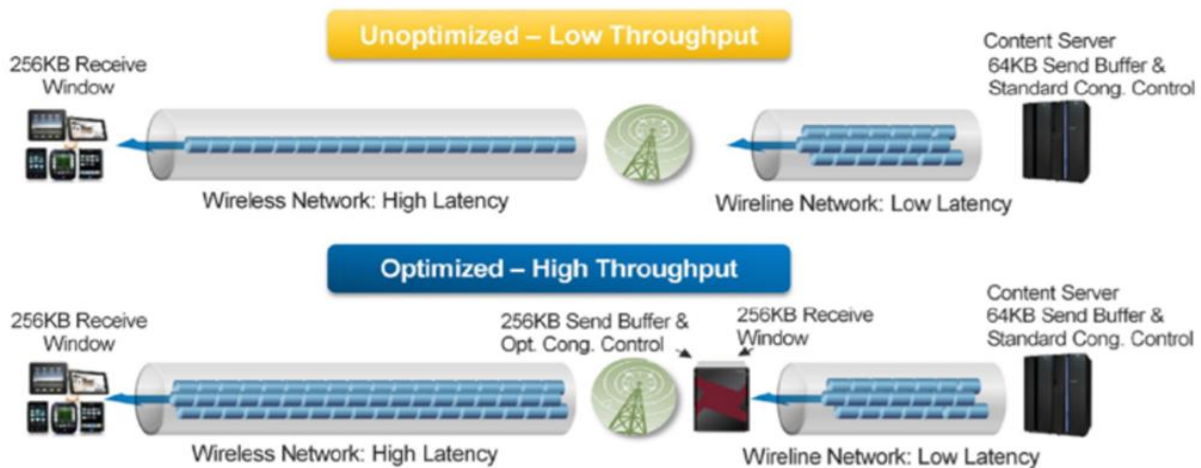 Unoptimized – Low Throughput
256KB Receive
Window
Content Server
64KB Send Buffer &
Standard Cong. Control
Wireless Network: High Latency
Wireline Network: Low Latency
Optimized – High Throughput
256KB Receive
Window
256KB Send Buffer &
Opt. Cong. Control
256KB Receive
Window
Content Server
64KB Send Buffer &
Standard Cong. Control
Wireless Network: High Latency
Wireline Network: Low Latency